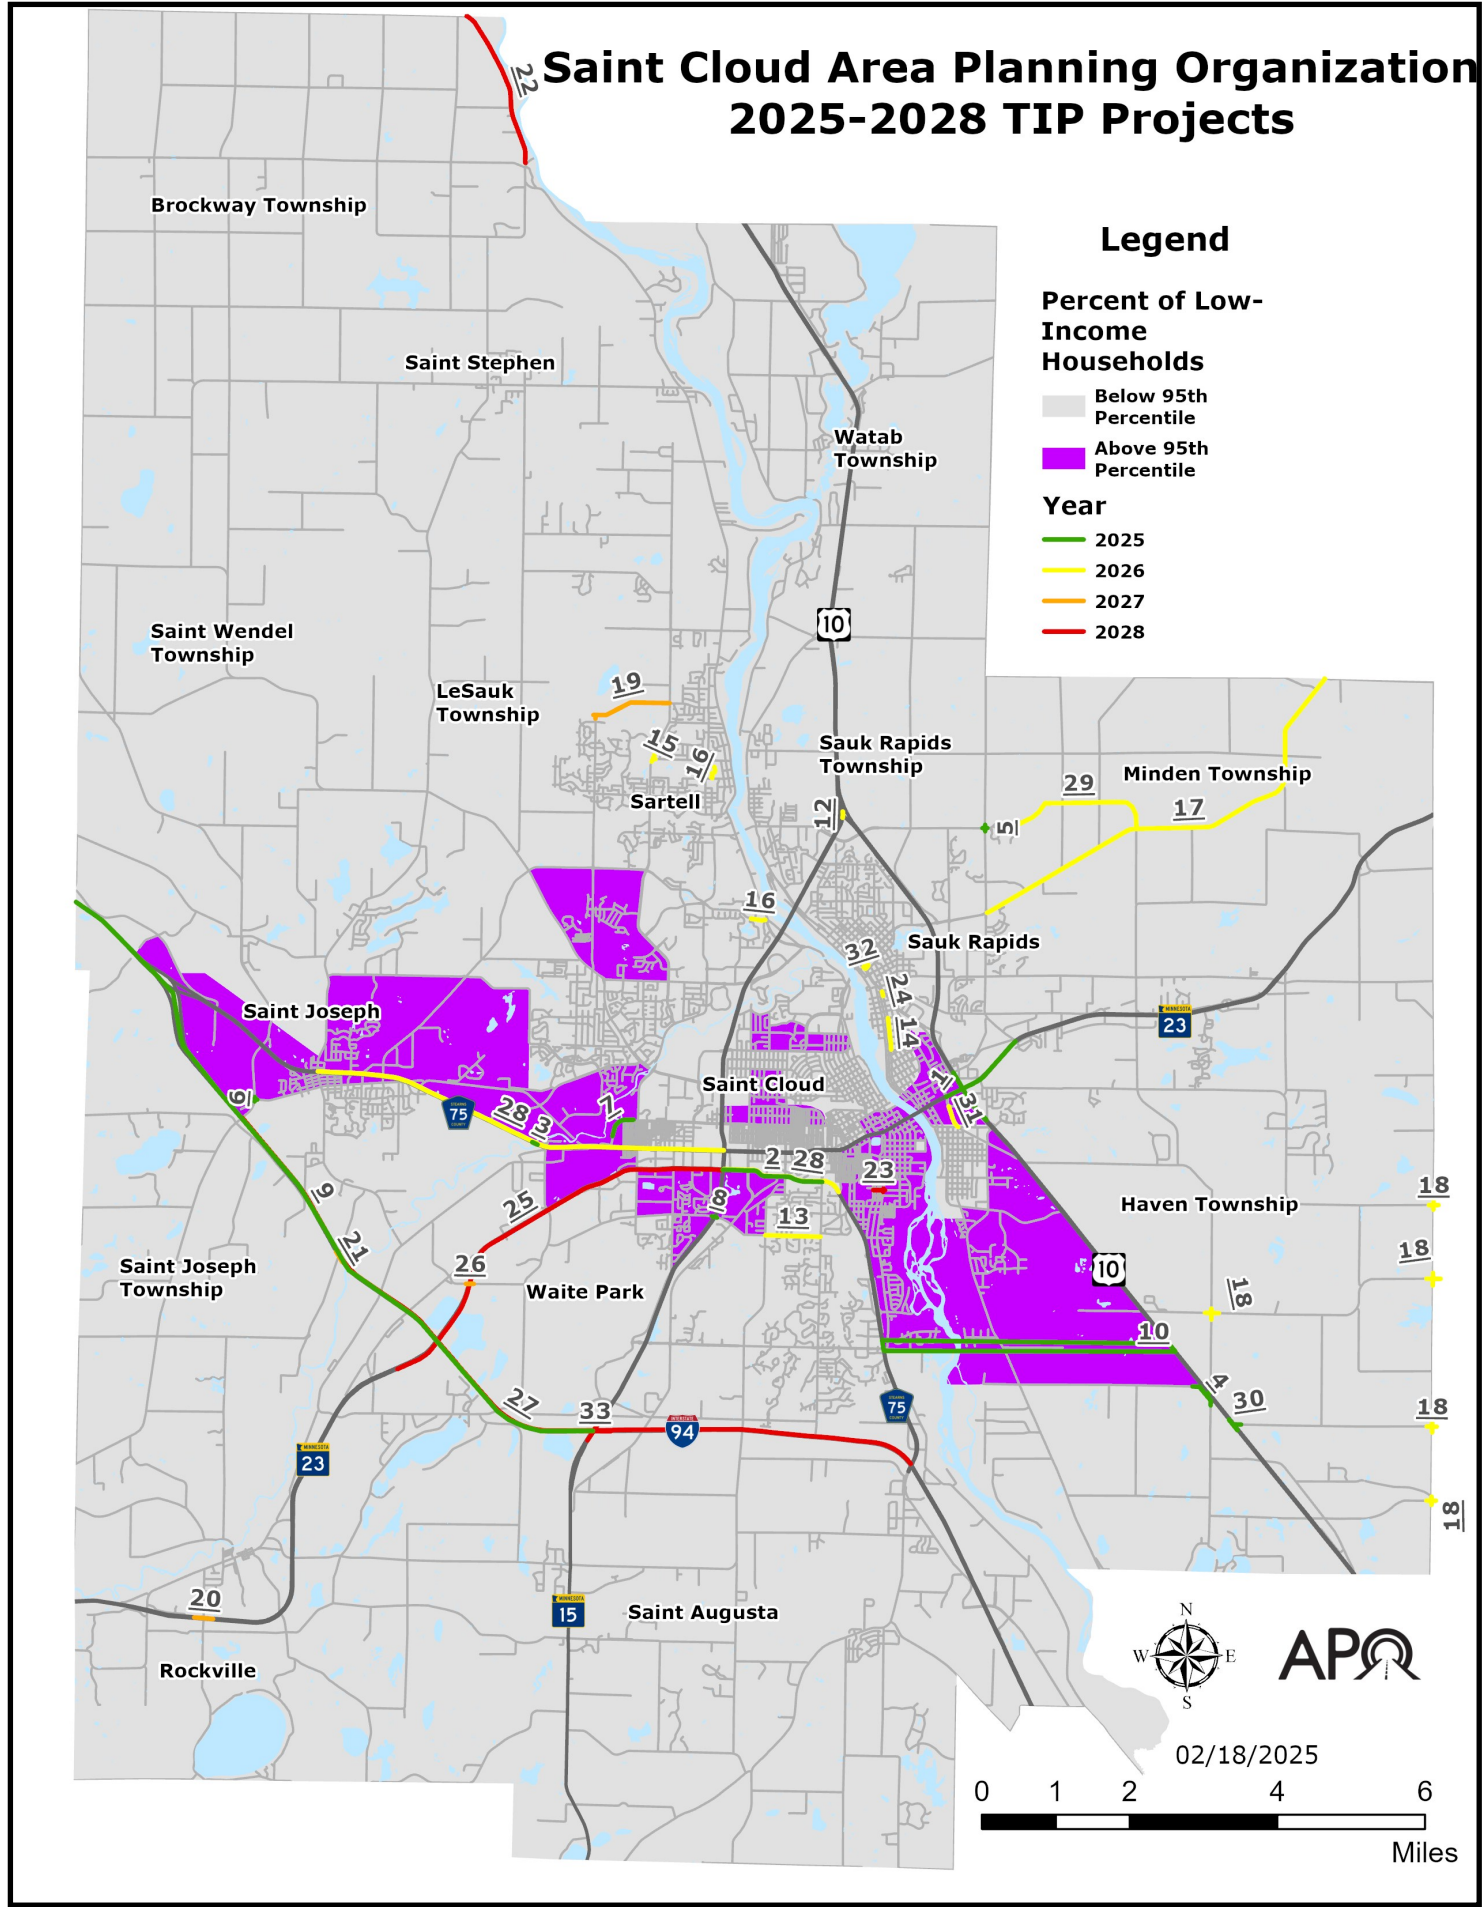 Saint Cloud Area Planning Organization
2025-2028 TIP Projects
Legend
Percent of Low-
Income
Households
Below 95th
Percentile
Above 95th
Percentile
Year
2025
2026
2027
2028
22
Brockway Township
Saint Stephen
Watab
Township
10
Saint Wendel
Township
LeSauk
Township
19
15
16
Sartell
Sauk Rapids
Township
12
Minden Township
29
17
5
16
32
Sauk Rapids
24
14
MINNESOTA
23
Saint Joseph
Saint Cloud
1
31
6
75
28
3
7
2
28
23
8
13
25
9
21
26
Waite Park
Saint Joseph
Township
Haven Township
10
18
18
18
10
4
30
18
18
27
33
INTERSTATE
94
75
MINNESOTA
23
20
Rockville
MINNESOTA
15
Saint Augusta
N
W
E
S
APO
02/18/2025
0 1 2 4 6
Miles